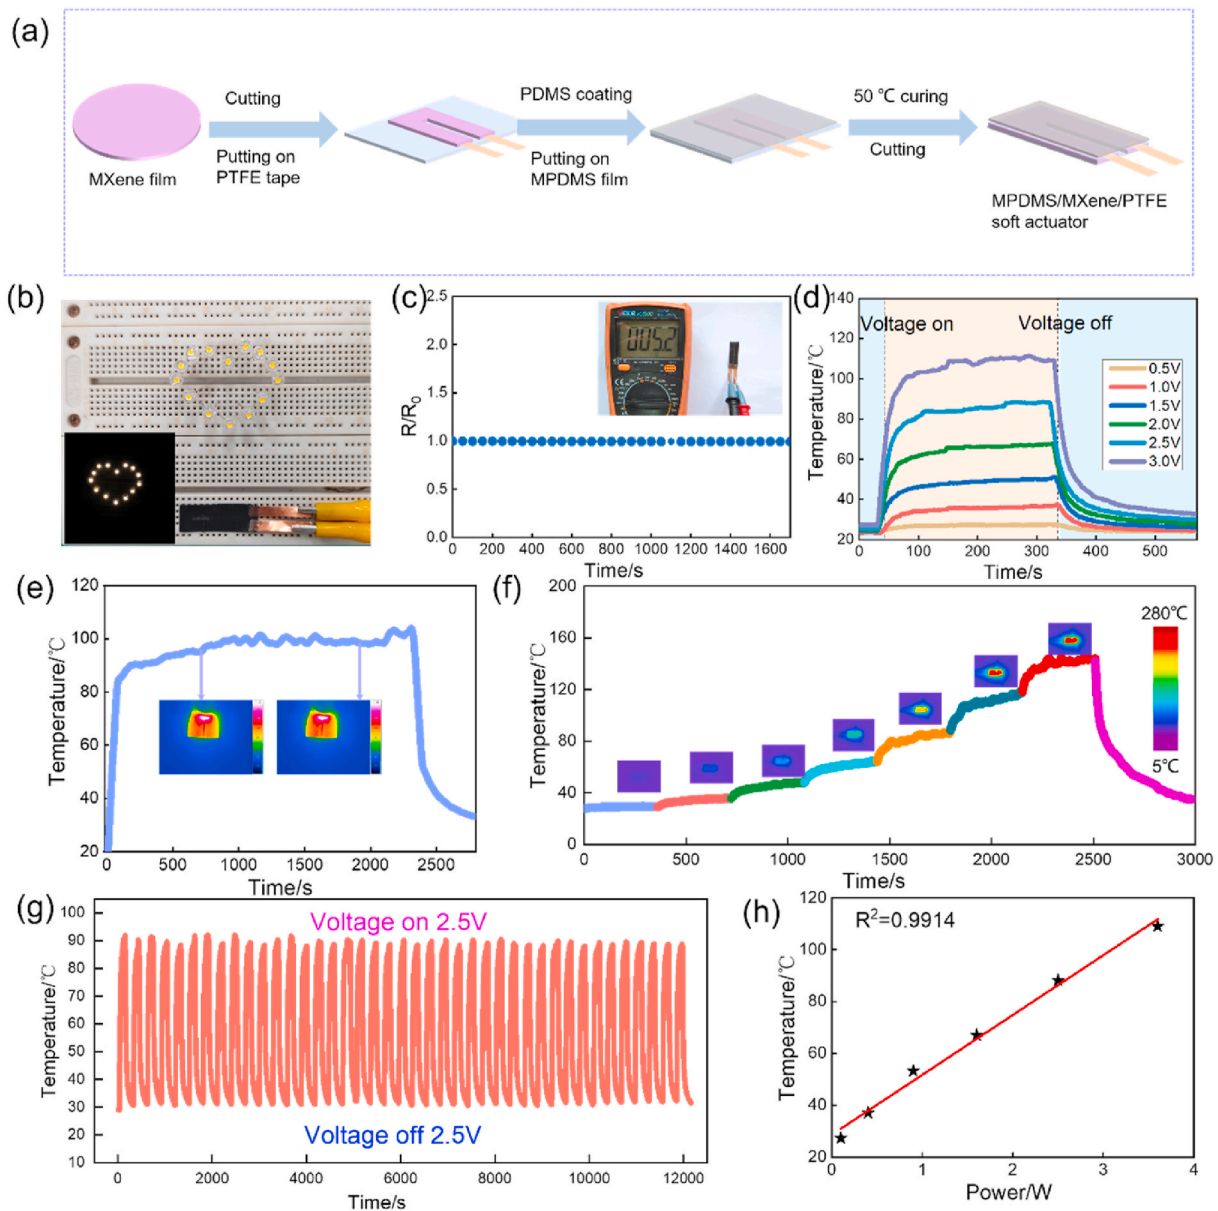 (a)
MXene film
Cutting
Putting on
PTFE tape
PDMS coating
Putting on
MPDMS film
50 ℃ curing
Cutting
MPDMS/MXene/PTFE
soft actuator
(b)
(c)
R/R0
2.5
2.0
1.5
1.0
0.5
0.0
0 200 400 600 800 1000 1200 1400 1600
Time/s
005.2
(d)
Temperature/℃
140
120
100
80
60
40
20
Voltage on
Voltage off
0.5V
1.0V
1.5V
2.0V
2.5V
3.0V
0 100 200 300 400 500
Time/s
(e)
Temperature/℃
120
100
80
60
40
20
0 500 1000 1500 2000 2500
Time/s
(f)
Temperature/℃
200
160
120
80
40
0
280℃
5℃
0 500 1000 1500 2000 2500 3000
Time/s
(g)
Temperature/℃
100
90
80
70
60
50
40
30
20
10
Voltage on 2.5V
Voltage off 2.5V
0 2000 4000 6000 8000 10000 12000
Time/s
(h)
Temperature/℃
120
100
80
60
40
20
R2=0.9914
1 2 3 4
Power/W